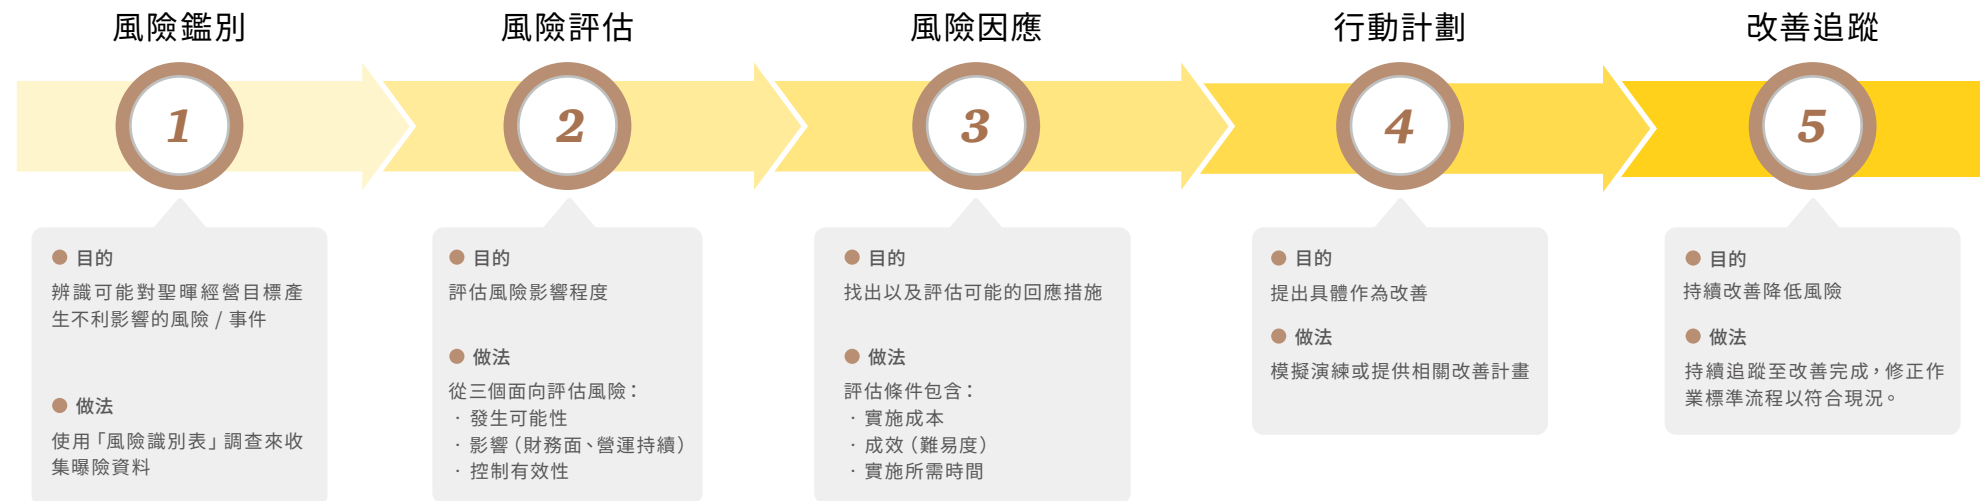 風險鑑別
1
● 目的
辨識可能對聖暉經營目標產
生不利影響的風險 / 事件
● 做法
使用「風險識別表」調查來收
集曝險資料
風險評估
2
● 目的
評估風險影響程度
● 做法
從三個面向評估風險：
· 發生可能性
· 影響（財務面、營運持續）
· 控制有效性
風險因應
3
● 目的
找出以及評估可能的回應措施
● 做法
評估條件包含：
· 實施成本
· 成效（難易度）
· 實施所需時間
行動計劃
4
● 目的
提出具體作為改善
● 做法
模擬演練或提供相關改善計畫
改善追蹤
5
● 目的
持續改善降低風險
● 做法
持續追蹤至改善完成，修正作
業標準流程以符合現況。